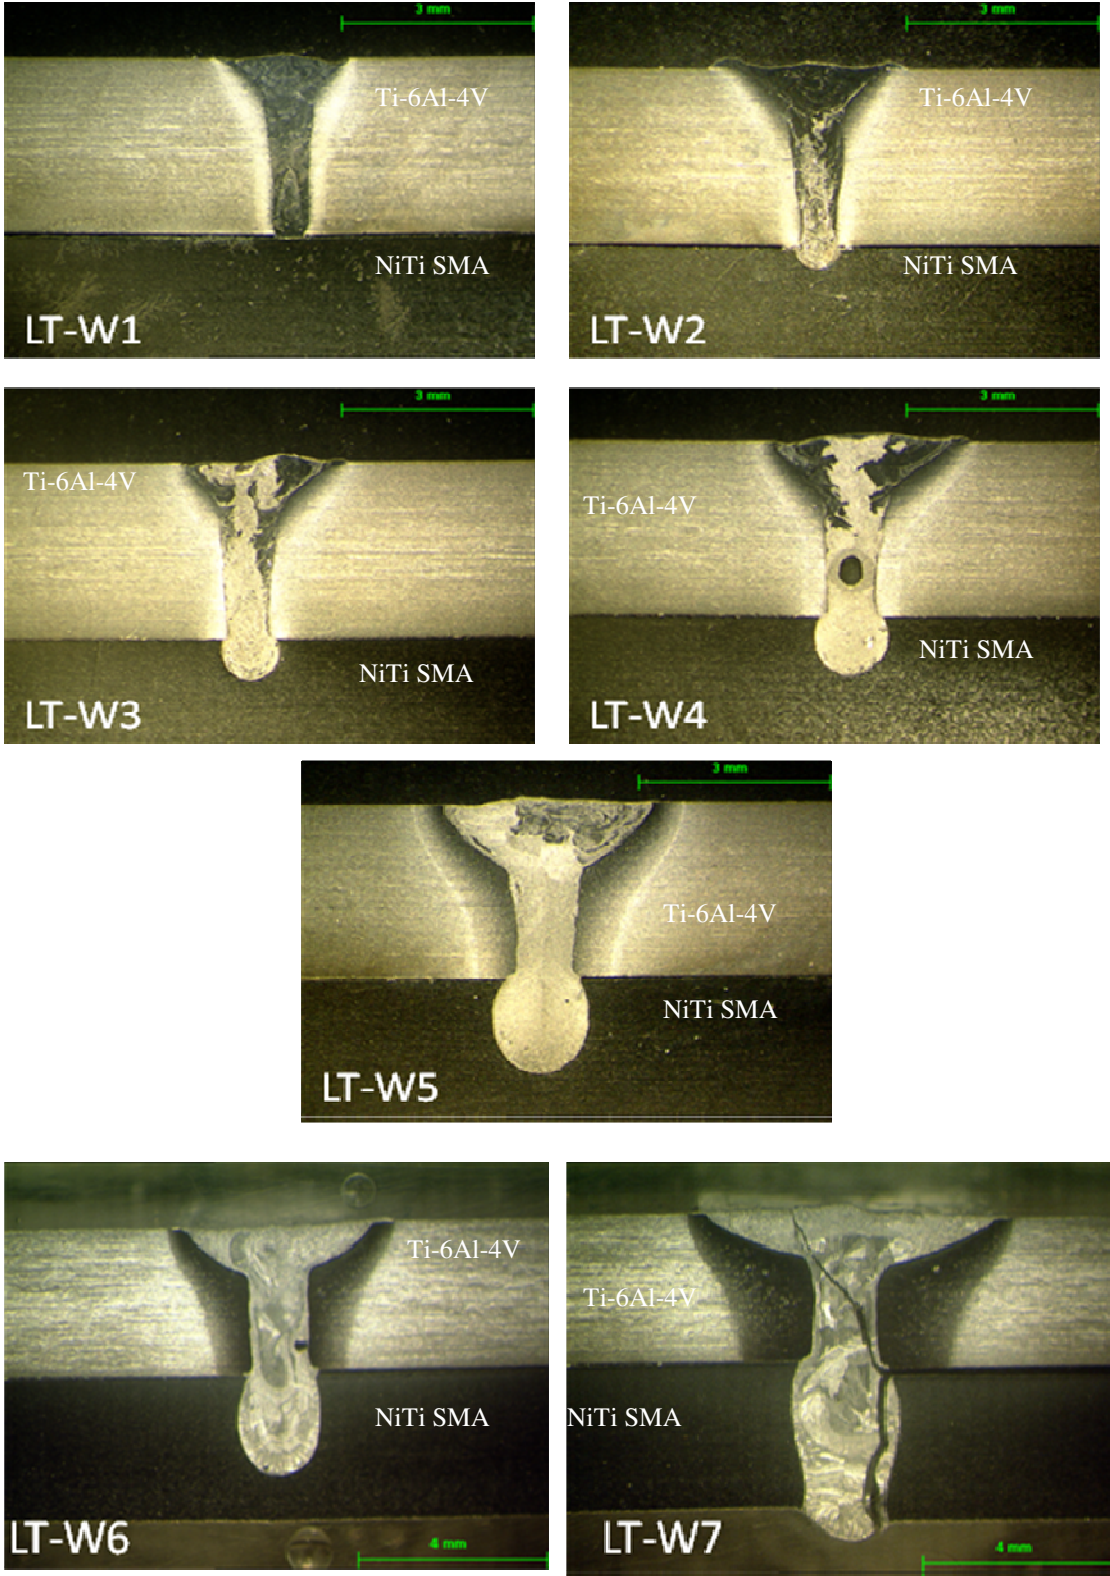 3 mm
Ti-6Al-4V
NiTi SMA
LT-W1
3 mm
Ti-6Al-4V
NiTi SMA
LT-W2
3 mm
Ti-6Al-4V
NiTi SMA
LT-W3
3 mm
Ti-6Al-4V
NiTi SMA
LT-W4
3 mm
Ti-6Al-4V
NiTi SMA
LT-W5
Ti-6Al-4V
NiTi SMA
LT-W6
4 mm
Ti-6Al-4V
NiTi SMA
LT-W7
4 mm